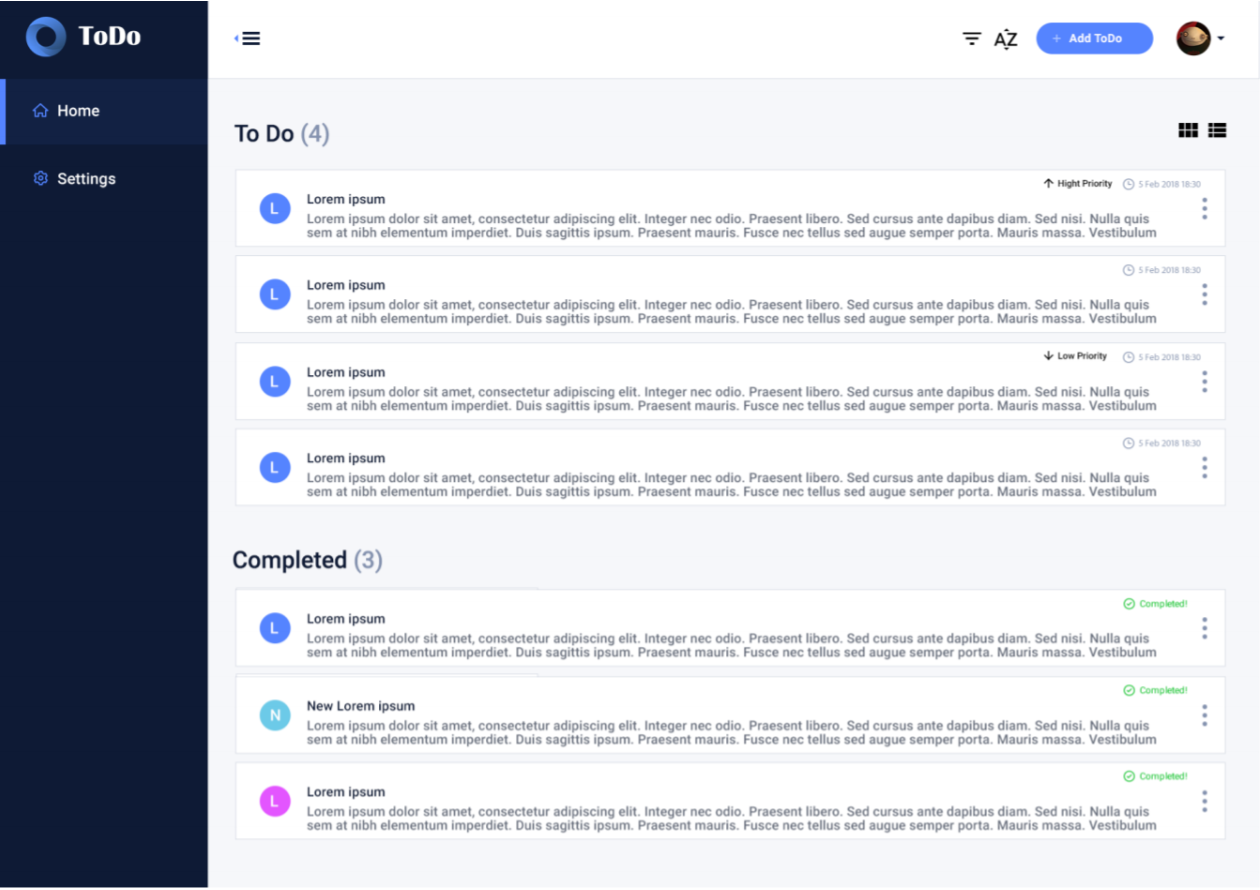 ToDo
AZ
+ Add ToDo
Home
Settings
To Do (4)
Hight Priority 5 Feb 2018 18:30
L
Lorem ipsum
Lorem ipsum dolor sit amet, consectetur adipiscing elit. Integer nec odio. Praesent libero. Sed cursus ante dapibus diam. Sed nisi. Nulla quis
sem at nibh elementum imperdiet. Duis sagittis ipsum. Praesent mauris. Fusce nec tellus sed augue semper porta. Mauris massa. Vestibulum
5 Feb 2018 18:30
L
Lorem ipsum
Lorem ipsum dolor sit amet, consectetur adipiscing elit. Integer nec odio. Praesent libero. Sed cursus ante dapibus diam. Sed nisi. Nulla quis
sem at nibh elementum imperdiet. Duis sagittis ipsum. Praesent mauris. Fusce nec tellus sed augue semper porta. Mauris massa. Vestibulum
Low Priority 5 Feb 2018 18:30
L
Lorem ipsum
Lorem ipsum dolor sit amet, consectetur adipiscing elit. Integer nec odio. Praesent libero. Sed cursus ante dapibus diam. Sed nisi. Nulla quis
sem at nibh elementum imperdiet. Duis sagittis ipsum. Praesent mauris. Fusce nec tellus sed augue semper porta. Mauris massa. Vestibulum
5 Feb 2018 18:30
L
Lorem ipsum
Lorem ipsum dolor sit amet, consectetur adipiscing elit. Integer nec odio. Praesent libero. Sed cursus ante dapibus diam. Sed nisi. Nulla quis
sem at nibh elementum imperdiet. Duis sagittis ipsum. Praesent mauris. Fusce nec tellus sed augue semper porta. Mauris massa. Vestibulum
Completed (3)
Completed!
L
Lorem ipsum
Lorem ipsum dolor sit amet, consectetur adipiscing elit. Integer nec odio. Praesent libero. Sed cursus ante dapibus diam. Sed nisi. Nulla quis
sem at nibh elementum imperdiet. Duis sagittis ipsum. Praesent mauris. Fusce nec tellus sed augue semper porta. Mauris massa. Vestibulum
Completed!
N
New Lorem ipsum
Lorem ipsum dolor sit amet, consectetur adipiscing elit. Integer nec odio. Praesent libero. Sed cursus ante dapibus diam. Sed nisi. Nulla quis
sem at nibh elementum imperdiet. Duis sagittis ipsum. Praesent mauris. Fusce nec tellus sed augue semper porta. Mauris massa. Vestibulum
Completed!
L
Lorem ipsum
Lorem ipsum dolor sit amet, consectetur adipiscing elit. Integer nec odio. Praesent libero. Sed cursus ante dapibus diam. Sed nisi. Nulla quis
sem at nibh elementum imperdiet. Duis sagittis ipsum. Praesent mauris. Fusce nec tellus sed augue semper porta. Mauris massa. Vestibulum